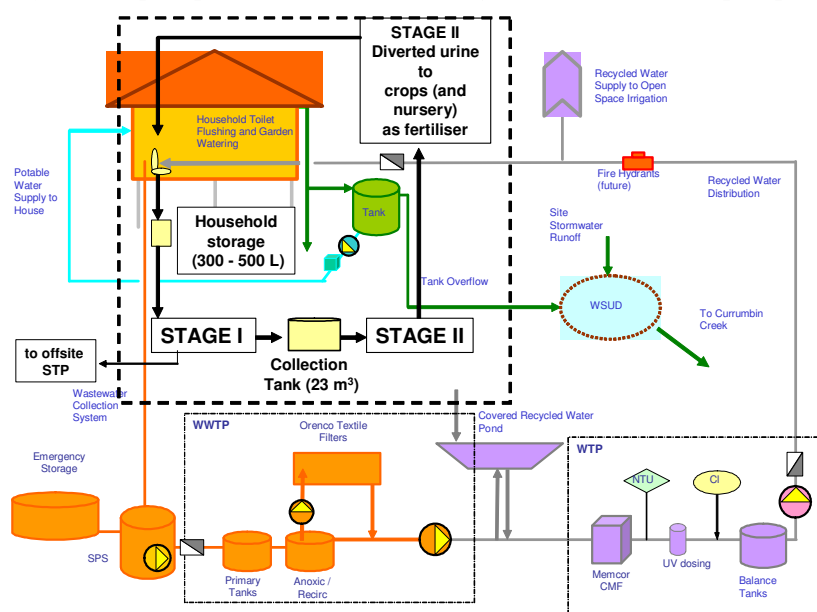 STAGE II
Diverted urine
to
crops (and
nursery)
as fertiliser
Recycled Water
Supply to Open
Space Irrigation
Household Toilet
Flushing and Garden
Watering
Potable
Water
Supply to
House
Fire Hydrants
(future)
Recycled Water
Distribution
Tank
Household
storage
(300 - 500 L)
Site
Stormwater
Runoff
Tank Overflow
WSUD
To Currumbin
Creek
STAGE I
STAGE II
to offsite
STP
Collection
Tank (23 m³)
Wastewater
Collection
System
WWTP
Orenco Textile
Filters
Covered Recycled Water
Pond
WTP
Emergency
Storage
NTU
Cl
SPS
Primary
Tanks
Anoxic /
Recirc
Memcor
CMF
UV dosing
Balance
Tanks